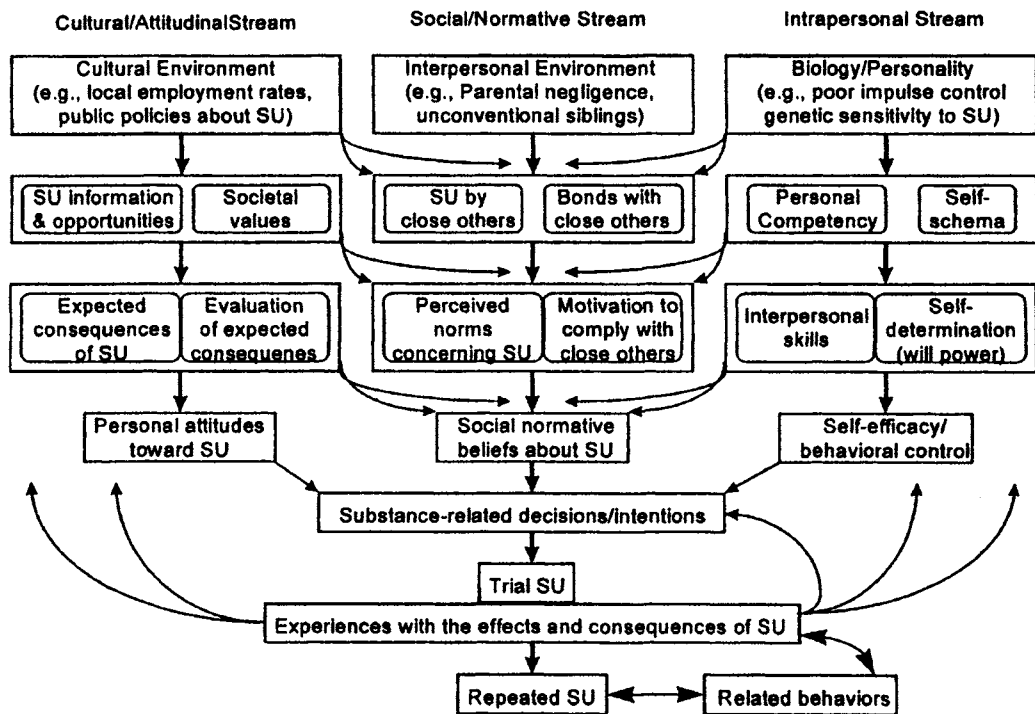 Cultural/AttitudinalStream
Social/Normative Stream
Intrapersonal Stream
Cultural Environment
(e.g., local employment rates,
public policies about SU)
Interpersonal Environment
(e.g., Parental negligence,
unconventional siblings)
Biology/Personality
(e.g., poor impulse control
genetic sensitivity to SU)
SU information
& opportunities
Societal
values
SU by
close others
Bonds with
close others
Personal
Competency
Self-
schema
Expected
consequences
of SU
Evaluation
of expected
consequenes
Perceived
norms
concerning SU
Motivation to
comply with
close others
Interpersonal
skills
Self-
determination
(will power)
Personal attitudes
toward SU
Social normative
beliefs about SU
Self-efficacy/
behavioral control
Substance-related decisions/intentions
Trial SU
Experiences with the effects and consequences of SU
Repeated SU
Related behaviors